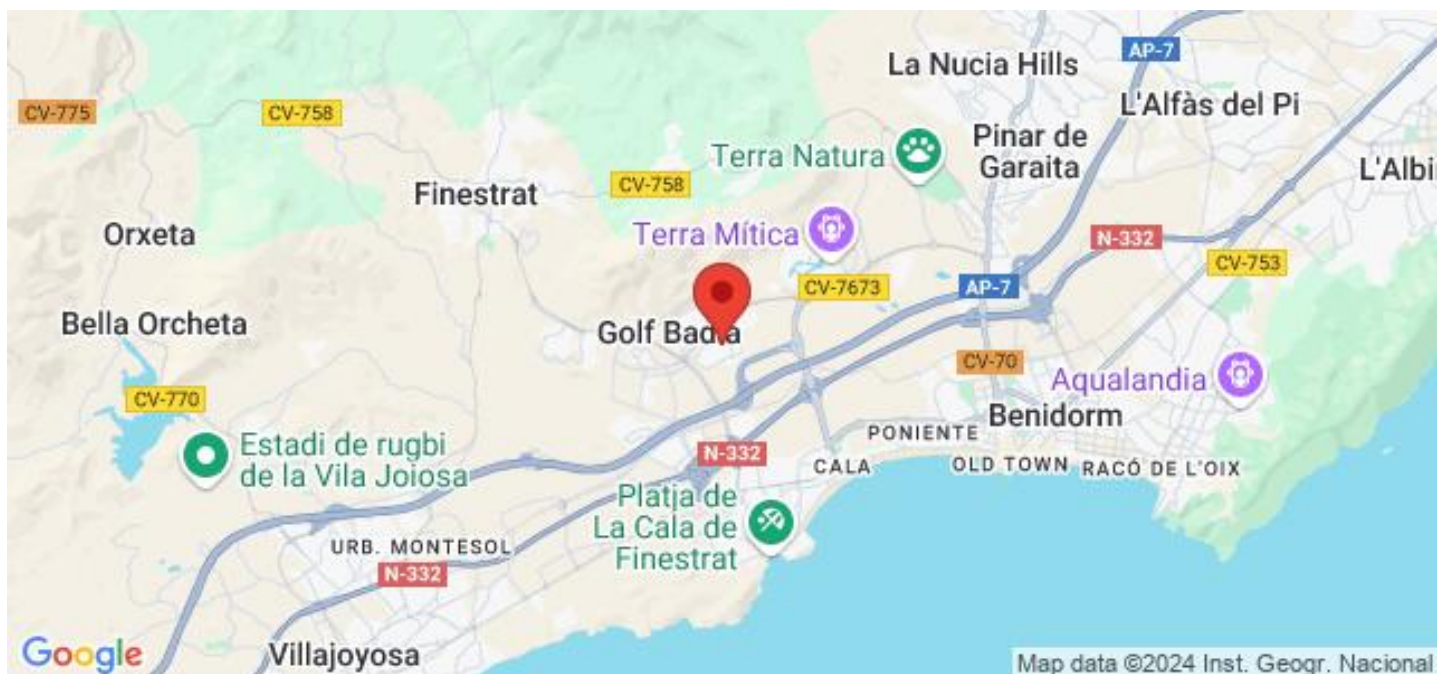 AP-7
La Nucia Hills
CV-775
CV-758
L'Alfàs del Pi
Terra Natura
Pinar de
Garaita
L'Albi
Finestrat
CV-758
Orxeta
Terra Mítica
N-332
CV-753
CV-7673
AP-7
Bella Orcheta
Golf Badia
CV-70
Aqualandia
CV-770
Benidorm
PONIENTE
Estadi de rugbi
de la Vila Joiosa
N-332
CALA
OLD TOWN
RACÓ DE L'OIX
Platja de
La Cala de
Finestrat
URB. MONTESOL
N-332
Google
Villajoyosa
Map data ©2024 Inst. Geogr. Nacional